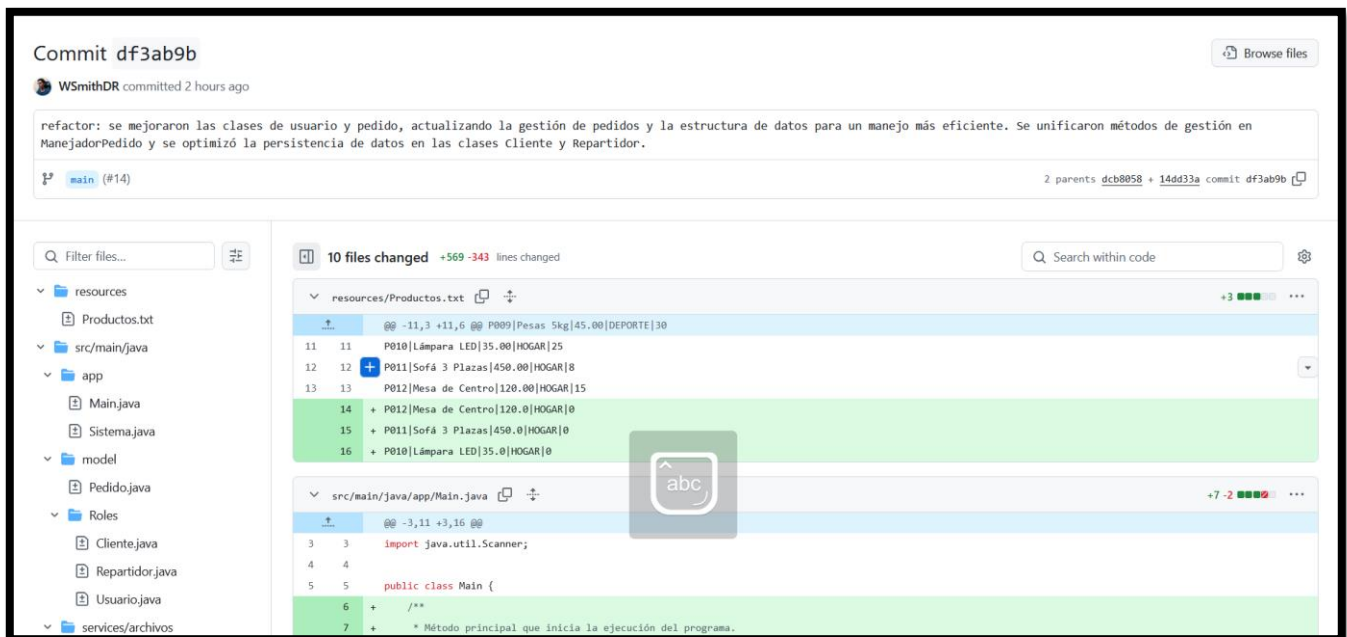 Commit df3ab9b
Browse files
WSmithDR committed 2 hours ago
refactor: se mejoraron las clases de usuario y pedido, actualizando la gestión de pedidos y la estructura de datos para un manejo más eficiente. Se unificaron métodos de gestión en
ManejadorPedido y se optimizó la persistencia de datos en las clases Cliente y Repartidor.
main (#14)
2 parents dcb8058 + 14dd33a commit df3ab9b
Filter files...
10 files changed +569 -343 lines changed
Search within code
resources
Productos.txt
src/main/java
app
Main.java
Sistema.java
model
Pedido.java
Roles
Cliente.java
Repartidor.java
Usuario.java
services/archivos
resources/Productos.txt
+3
@@ -11,3 +11,6 @@ P009|Pesas 5kg|45.00|DEPORTE|30
11 11 P010|Lámpara LED|35.00|HOGAR|25
12 12 P011|Sofá 3 Plazas|450.00|HOGAR|8
13 13 P012|Mesa de Centro|120.00|HOGAR|15
14 + P012|Mesa de Centro|120.0|HOGAR|0
15 + P011|Sofá 3 Plazas|450.0|HOGAR|0
16 + P010|Lámpara LED|35.0|HOGAR|0
abc
src/main/java/app/Main.java
+7 -2
@@ -3,11 +3,16 @@
3 3 import java.util.Scanner;
4 4
5 5 public class Main {
6 + /**
7 + * Método principal que inicia la ejecución del programa.